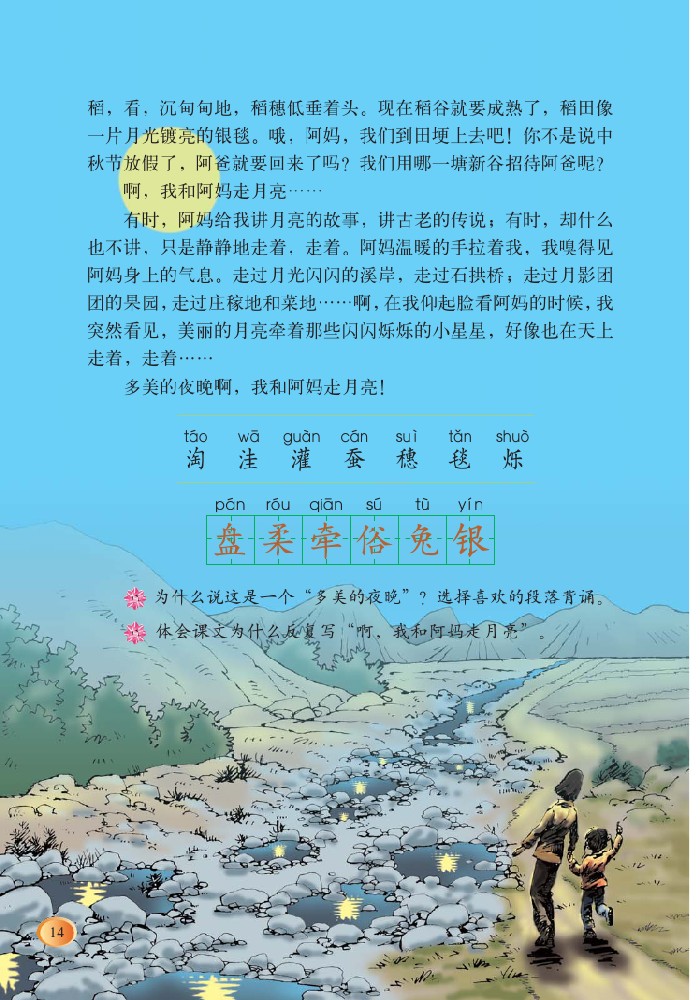 稻，看，沉甸甸地，稻穗低垂着头。现在稻谷就要成熟了，稻田像
一片月光镀亮的银毯。哦，阿妈，我们到田埂上去吧！你不是说中
秋节放假了，阿爸就要回来了吗？我们用哪一塘新谷招待阿爸呢？
啊，我和阿妈走月亮……
有时，阿妈给我讲月亮的故事，讲古老的传说；有时，却什么
也不讲，只是静静地走着，走着。阿妈温暖的手拉着我，我嗅得见
阿妈身上的气息。走过月光闪闪的溪岸，走过石拱桥；走过月影团
团的果园，走过庄稼地和菜地……啊，在我仰起脸看阿妈的时候，我
突然看见，美丽的月亮牵着那些闪闪烁烁的小星星，好像也在天上
走着，走着……
多美的夜晚啊，我和阿妈走月亮！
táo wā guàn cán suì tǎn shuò
淘 洼 灌 蚕 穗 毯 烁
pán róu qiān sú tù yín
盘 柔 牵 俗 兔 银
为什么说这是一个“多美的夜晚”？选择喜欢的段落背诵。
体会课文为什么反复写“啊，我和阿妈走月亮”。
14